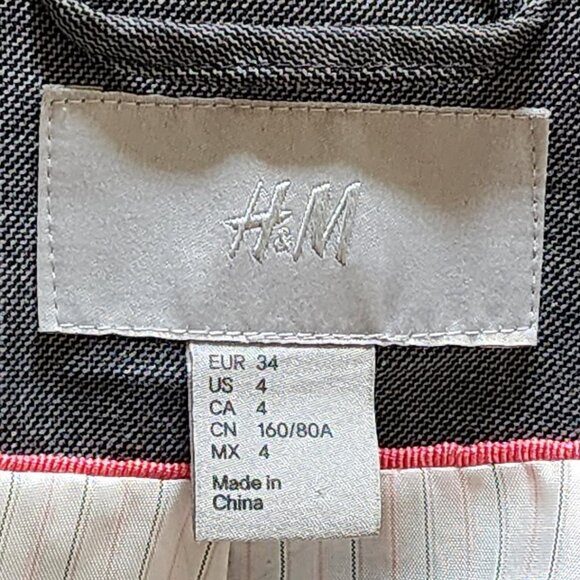 H&M
EUR 34
US 4
CA 4
CN 160/80A
MX 4
Made in
China